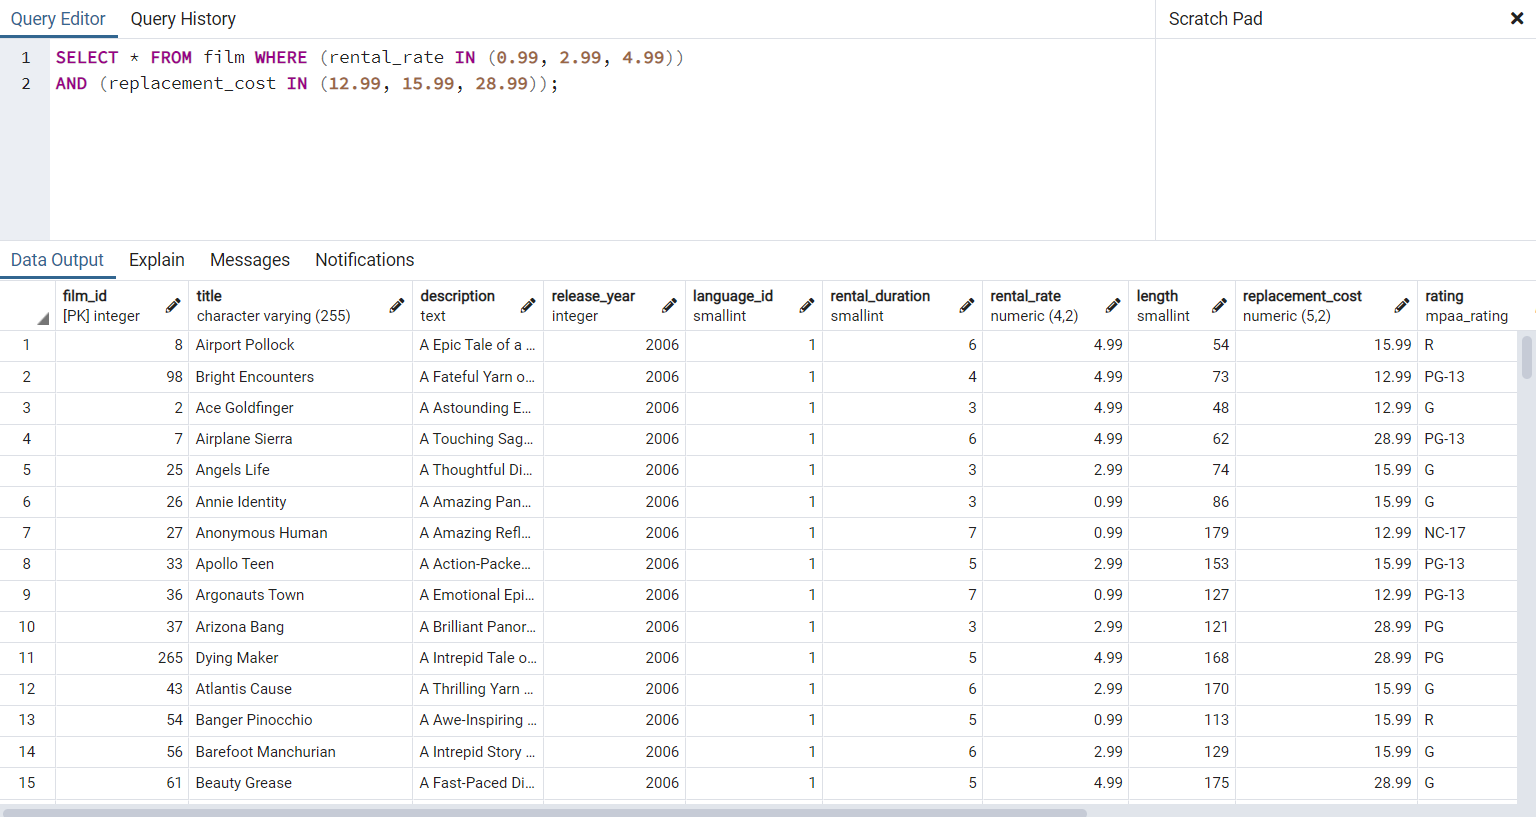 Query Editor Query History Scratch Pad
1 SELECT * FROM film WHERE (rental_rate IN (0.99, 2.99, 4.99))
2 AND (replacement_cost IN (12.99, 15.99, 28.99));
Data Output Explain Messages Notifications
film_id title description release_year language_id rental_duration rental_rate length replacement_cost rating
[PK] integer character varying (255) text integer smallint smallint numeric (4,2) smallint numeric (5,2) mpaa_rating
1 8 Airport Pollock A Epic Tale of a ... 2006 1 6 4.99 54 15.99 R
2 98 Bright Encounters A Fateful Yarn o... 2006 1 4 4.99 73 12.99 PG-13
3 2 Ace Goldfinger A Astounding E... 2006 1 3 4.99 48 12.99 G
4 7 Airplane Sierra A Touching Sag... 2006 1 6 4.99 62 28.99 PG-13
5 25 Angels Life A Thoughtful Di... 2006 1 3 2.99 74 15.99 G
6 26 Annie Identity A Amazing Pan... 2006 1 3 0.99 86 15.99 G
7 27 Anonymous Human A Amazing Refl... 2006 1 7 0.99 179 12.99 NC-17
8 33 Apollo Teen A Action-Packe... 2006 1 5 2.99 153 15.99 PG-13
9 36 Argonauts Town A Emotional Epi... 2006 1 7 0.99 127 12.99 PG-13
10 37 Arizona Bang A Brilliant Panor... 2006 1 3 2.99 121 28.99 PG
11 265 Dying Maker A Intrepid Tale o... 2006 1 5 4.99 168 28.99 PG
12 43 Atlantis Cause A Thrilling Yarn ... 2006 1 6 2.99 170 15.99 G
13 54 Banger Pinocchio A Awe-Inspiring ... 2006 1 5 0.99 113 15.99 R
14 56 Barefoot Manchurian A Intrepid Story ... 2006 1 6 2.99 129 15.99 G
15 61 Beauty Grease A Fast-Paced Di... 2006 1 5 4.99 175 28.99 G